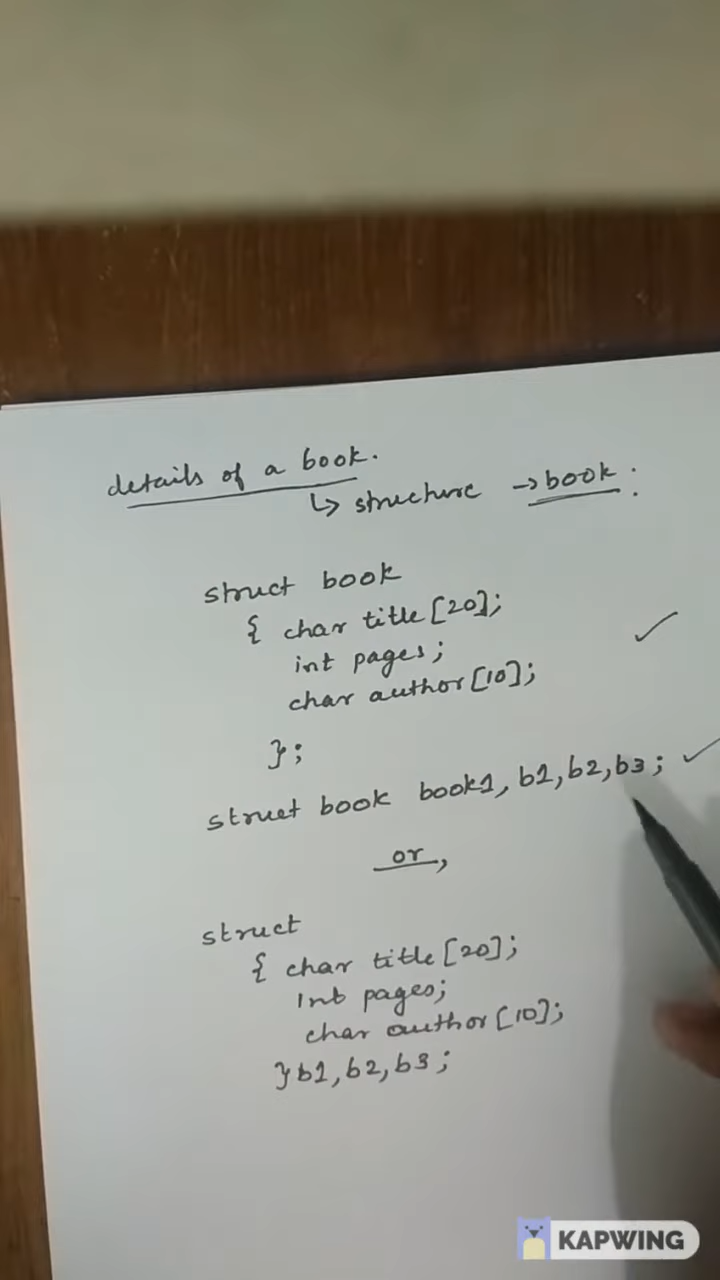 details of a book.
↳ structure → book :
struct book
{ char title [20];
int pages;
char author [10];
};
struct book book1, b1, b2, b3;
or,
struct
{ char title [20];
int pages;
char author [10];
} b1, b2, b3;
KAPWING